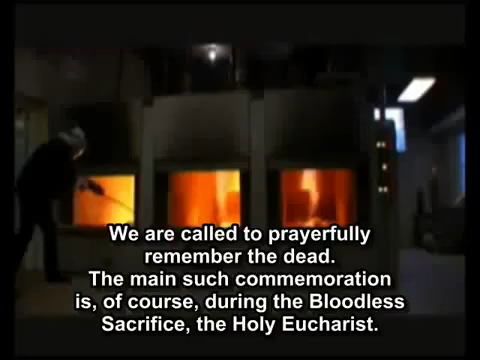 We are called to prayerfully
remember the dead.
The main such commemoration
is, of course, during the Bloodless
Sacrifice, the Holy Eucharist.